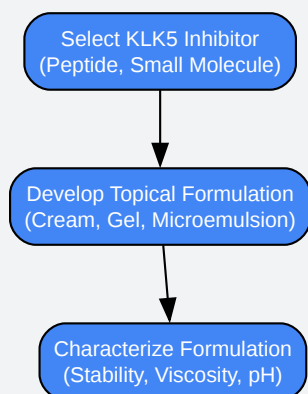 Select KLK5 Inhibitor
(Peptide, Small Molecule)
Develop Topical Formulation
(Cream, Gel, Microemulsion)
Characterize Formulation
(Stability, Viscosity, pH)